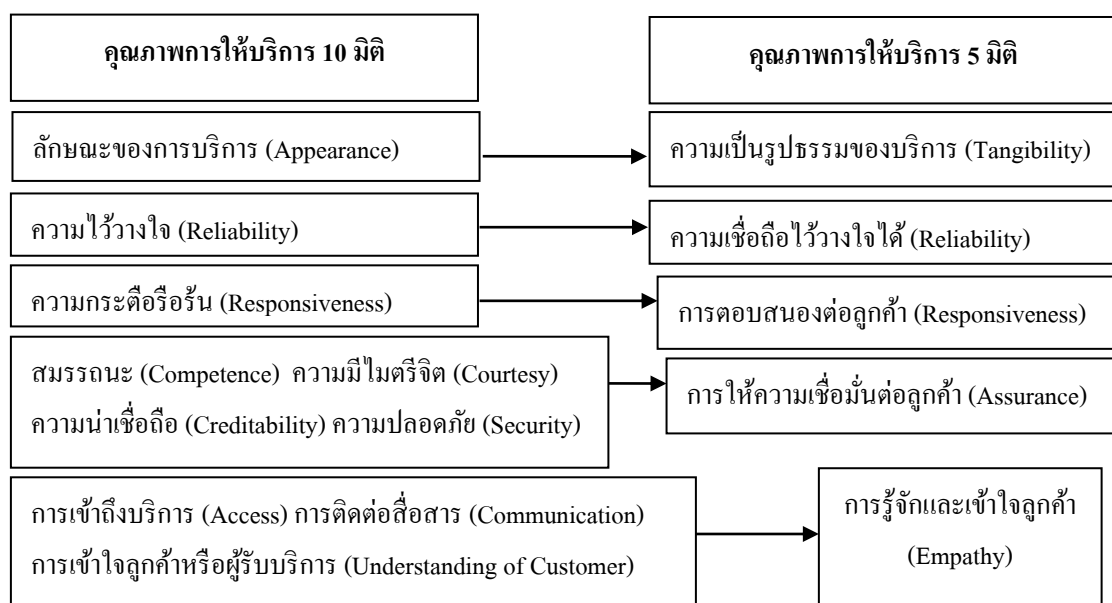 คุณภาพการให้บริการ 10 มิติ
คุณภาพการให้บริการ 5 มิติ
ลักษณะของการบริการ (Appearance)
ความเป็นรูปธรรมของบริการ (Tangibility)
ความไว้วางใจ (Reliability)
ความเชื่อถือไว้วางใจได้ (Reliability)
ความกระตือรือร้น (Responsiveness)
การตอบสนองต่อลูกค้า (Responsiveness)
สมรรถนะ (Competence) ความมีไมตรีจิต (Courtesy)
ความน่าเชื่อถือ (Creditability) ความปลอดภัย (Security)
การให้ความเชื่อมั่นต่อลูกค้า (Assurance)
การเข้าถึงบริการ (Access) การติดต่อสื่อสาร (Communication)
การเข้าใจลูกค้าหรือผู้รับบริการ (Understanding of Customer)
การรู้จักและเข้าใจลูกค้า
(Empathy)